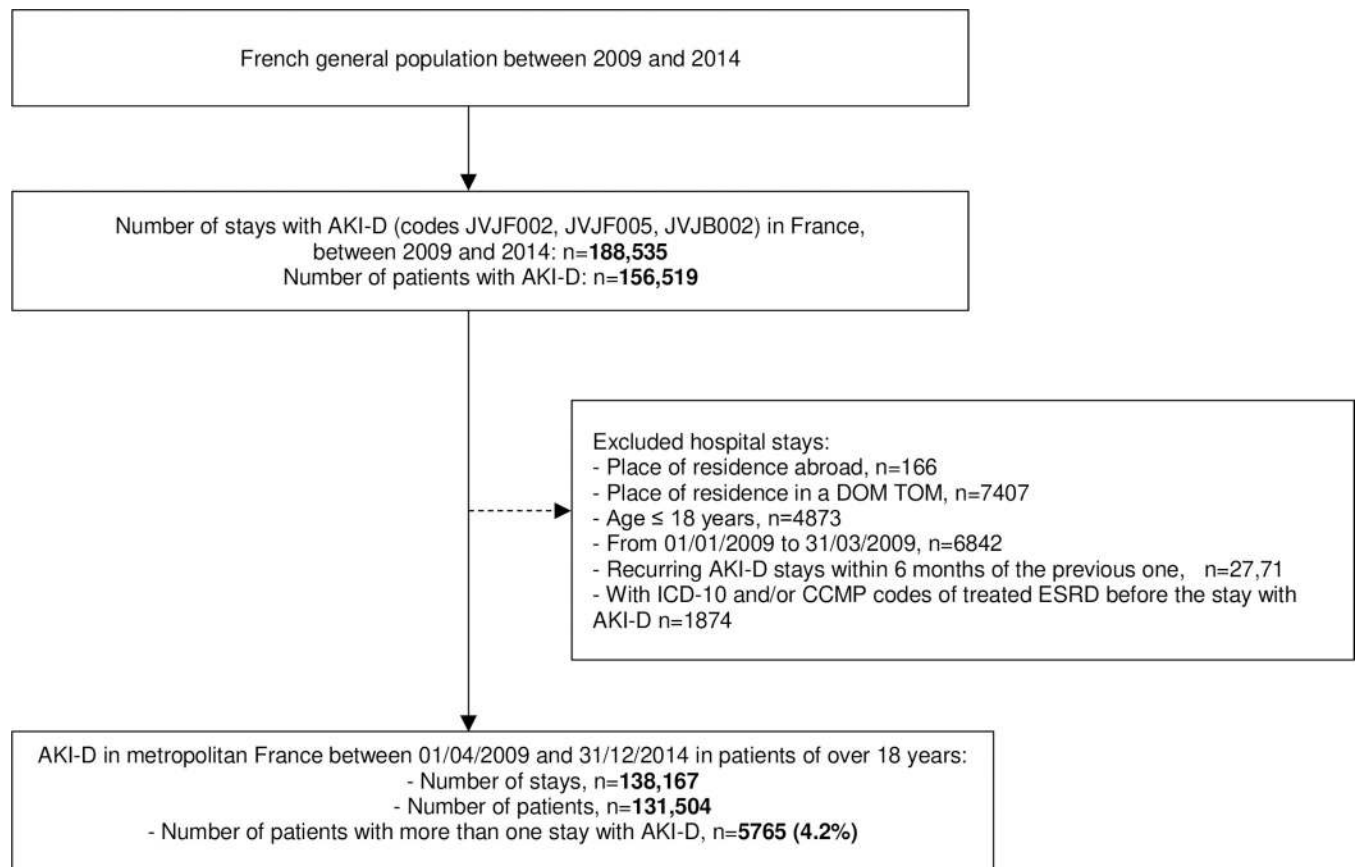 French general population between 2009 and 2014
Number of stays with AKI-D (codes JVJF002, JVJF005, JVJB002) in France,
between 2009 and 2014: n=188,535
Number of patients with AKI-D: n=156,519
Excluded hospital stays:
- Place of residence abroad, n=166
- Place of residence in a DOM TOM, n=7407
- Age ≤ 18 years, n=4873
- From 01/01/2009 to 31/03/2009, n=6842
- Recurring AKI-D stays within 6 months of the previous one, n=27,71
- With ICD-10 and/or CCMP codes of treated ESRD before the stay with
AKI-D n=1874
AKI-D in metropolitan France between 01/04/2009 and 31/12/2014 in patients of over 18 years:
- Number of stays, n=138,167
- Number of patients, n=131,504
- Number of patients with more than one stay with AKI-D, n=5765 (4.2%)